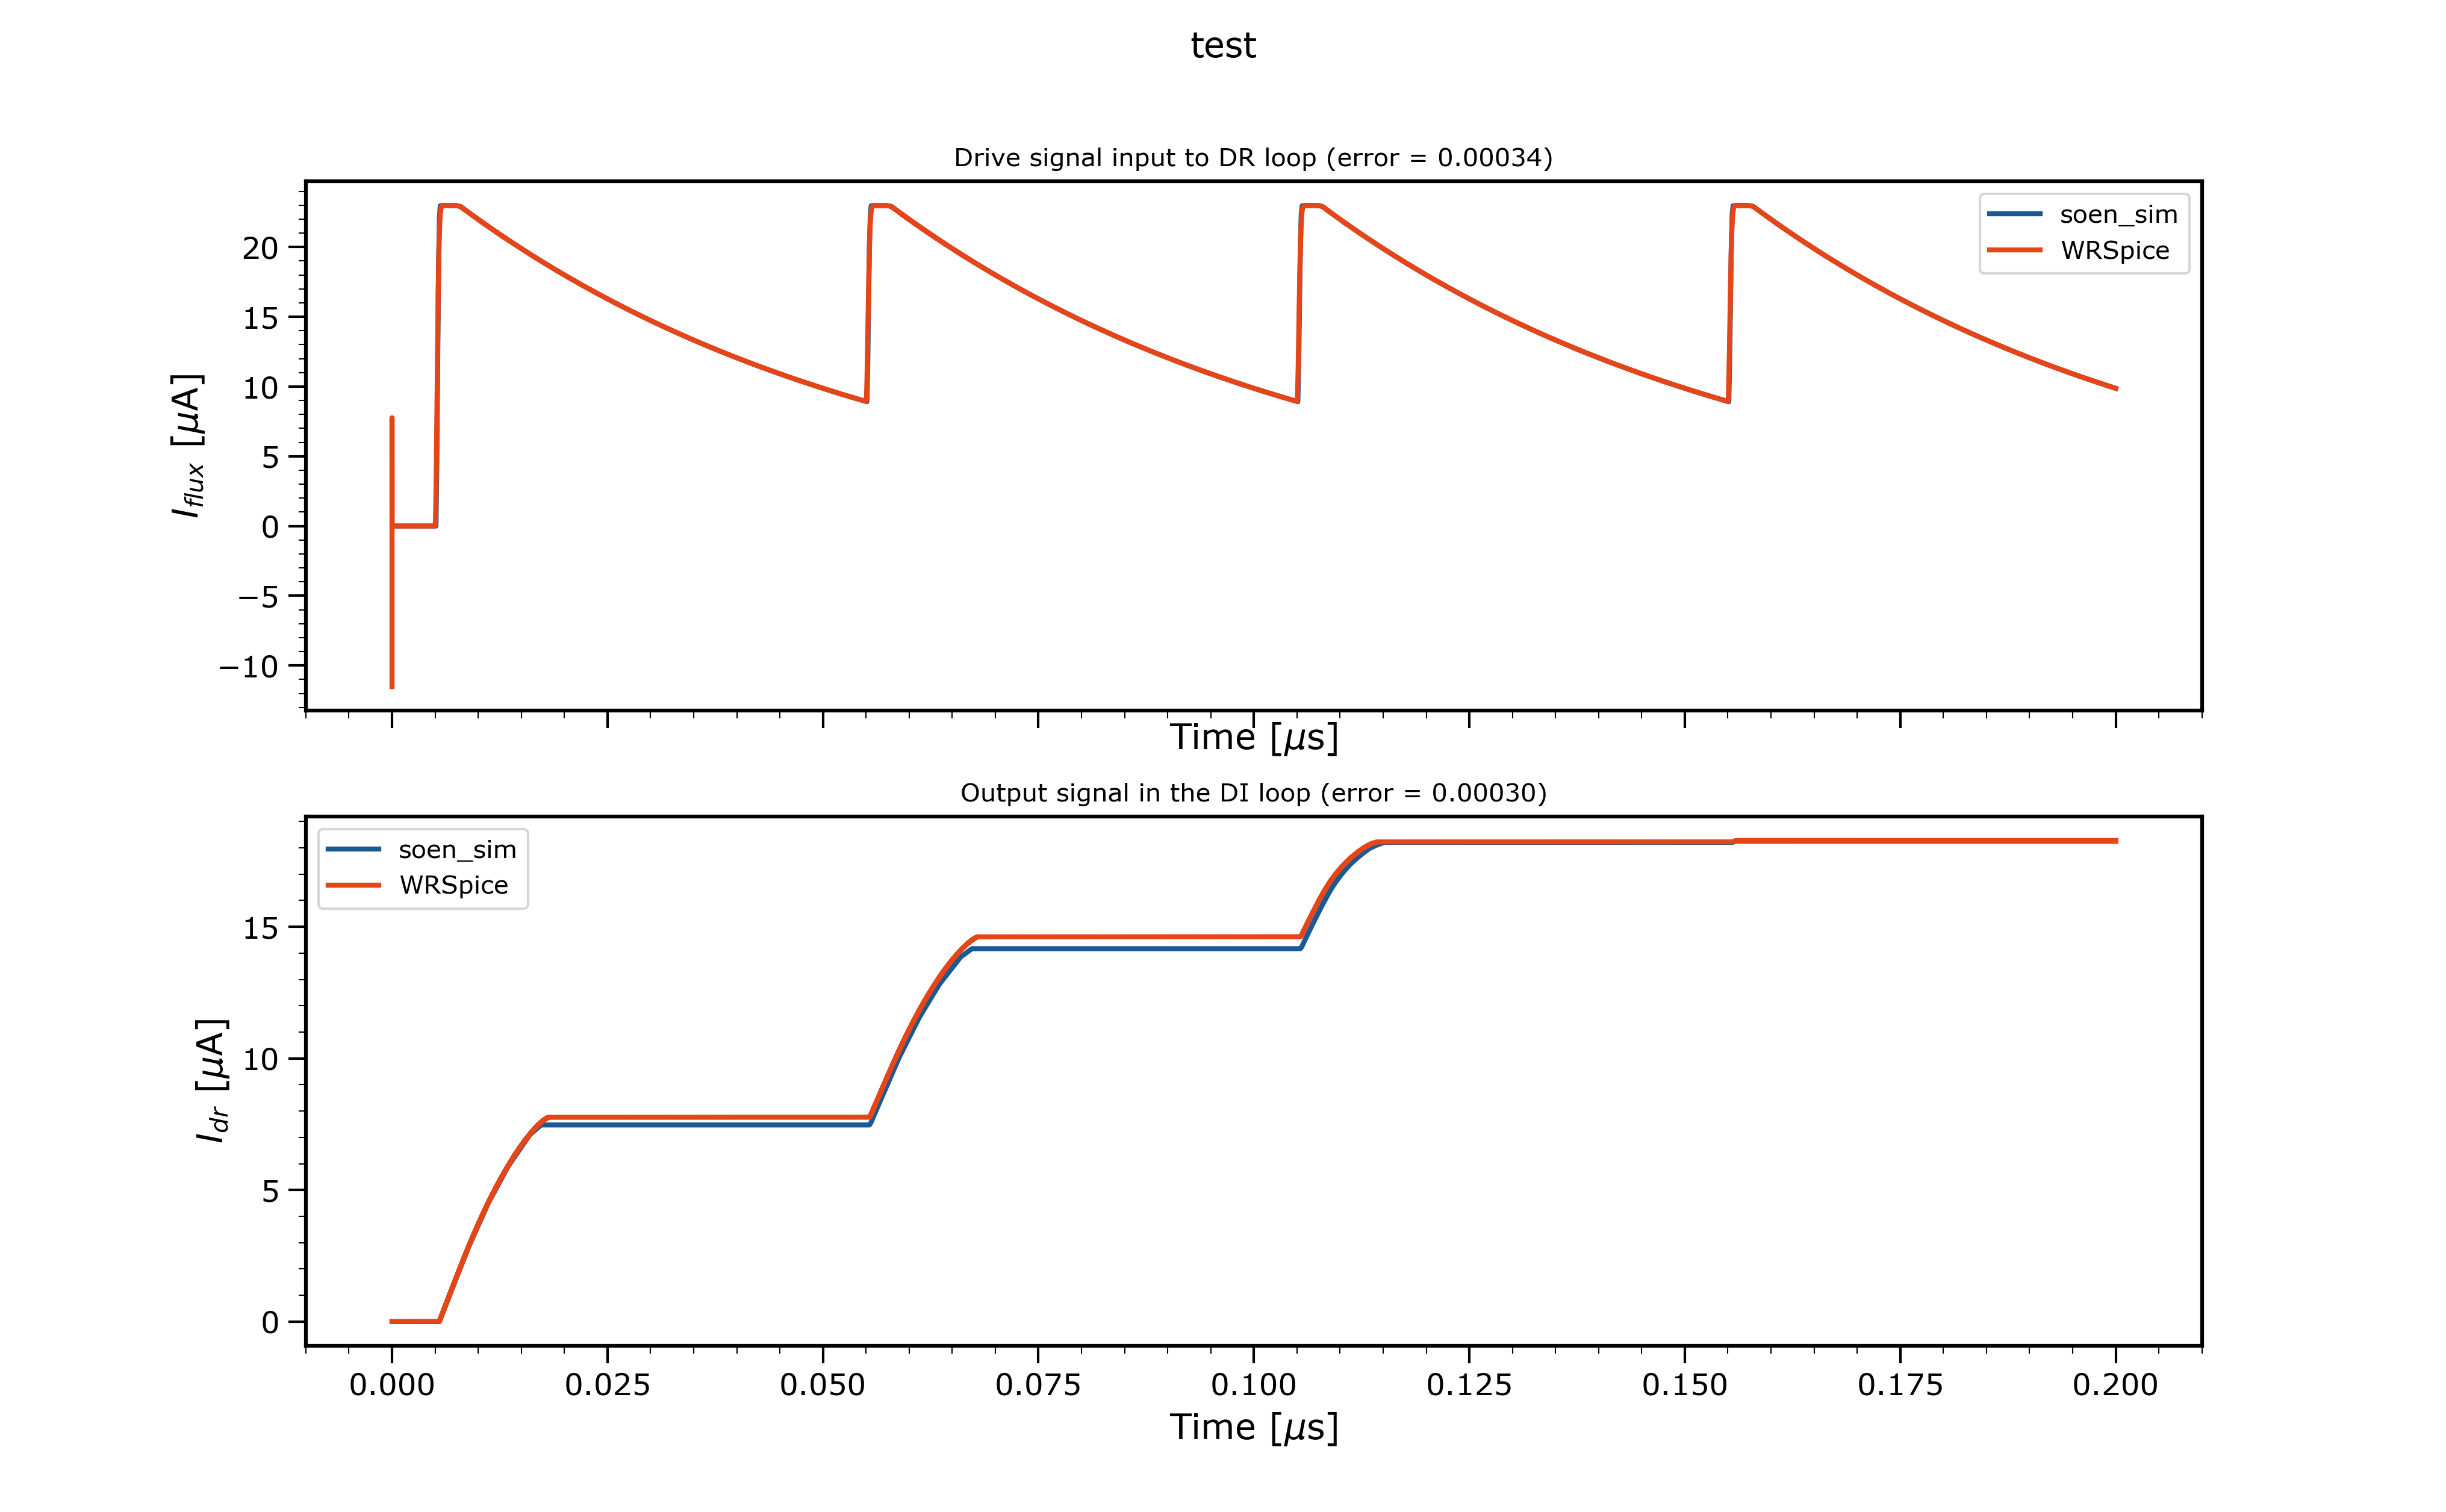 test
Drive signal input to DR loop (error = 0.00034)
soen_sim
WRSpice
20
15
10
5
0
−5
−10
I_flux [μA]
Time [μs]
Output signal in the DI loop (error = 0.00030)
soen_sim
WRSpice
15
10
5
0
I_dr [μA]
0.000 0.025 0.050 0.075 0.100 0.125 0.150 0.175 0.200
Time [μs]